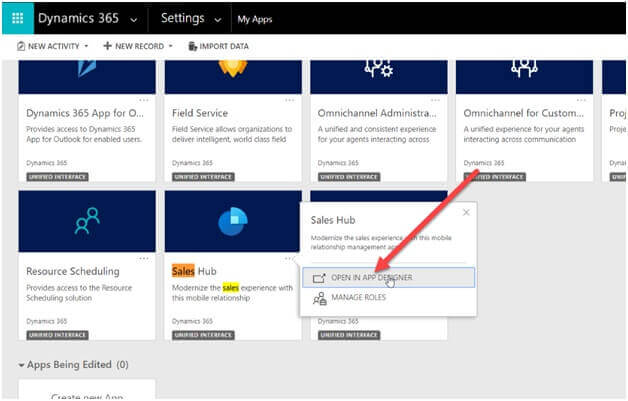 Dynamics 365
Settings
My Apps
NEW ACTIVITY
NEW RECORD
IMPORT DATA
...
...
...
...
Dynamics 365 App for O...
Field Service
Omnichannel Administra...
Omnichannel for Custom...
Proj
Provides access to Dynamics 365
App for Outlook for enabled users.
Field Service allows organizations to
deliver intelligent, world class field
A unified and consistent experience
for your agents interacting across
A unified experience for your agents
interacting across communication
Dynamics 365
Dynamics 365
Dynamics 365
Dynamics 365
UNIFIED INTERFACE
UNIFIED INTERFACE
UNIFIED INTERFACE
UNIFIED INTERFACE
Sales Hub
Modernize the sales experience with this mobile
relationship management
OPEN IN APP DESIGNER
MANAGE ROLES
...
...
Resource Scheduling
Sales Hub
Provides access to the Resource
Scheduling solution
Modernize the sales experience with
this mobile relationship
Dynamics 365
Dynamics 365
Dynamics 365
UNIFIED INTERFACE
UNIFIED INTERFACE
UNIFIED INTERFACE
Apps Being Edited (0)
Create new App